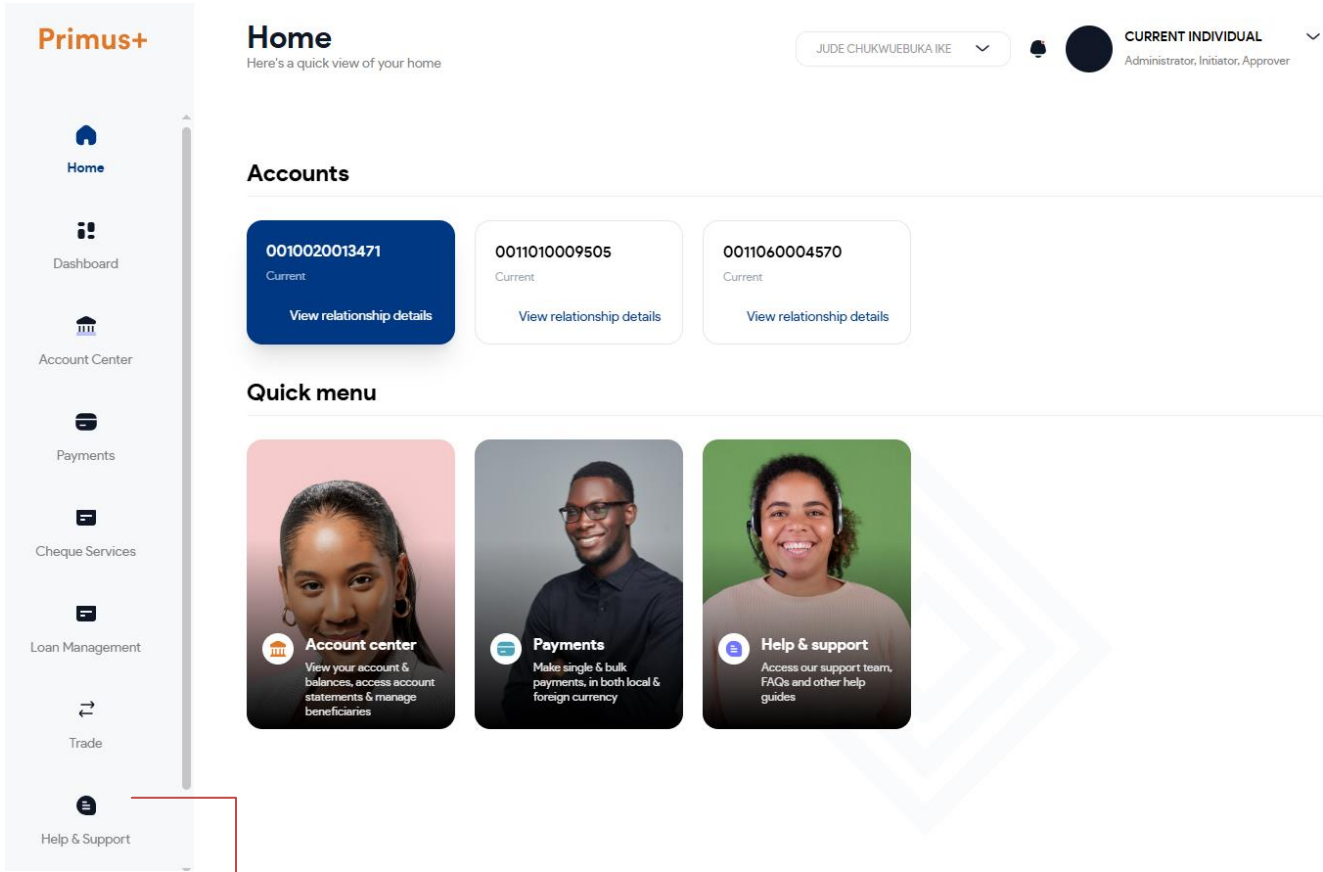 Primus+
Home
Dashboard
Account Center
Payments
Cheque Services
Loan Management
Trade
Help & Support
Home
Here's a quick view of your home
JUDE CHUKWUEBUKA IKE
CURRENT INDIVIDUAL
Administrator, Initiator, Approver
Accounts
0010020013471
Current
View relationship details
0011010009505
Current
View relationship details
0011060004570
Current
View relationship details
Quick menu
Account center
View your account &
balances, access account
statements & manage
beneficiaries
Payments
Make single & bulk
payments, in both local &
foreign currency
Help & support
Access our support team,
FAQs and other help
guides